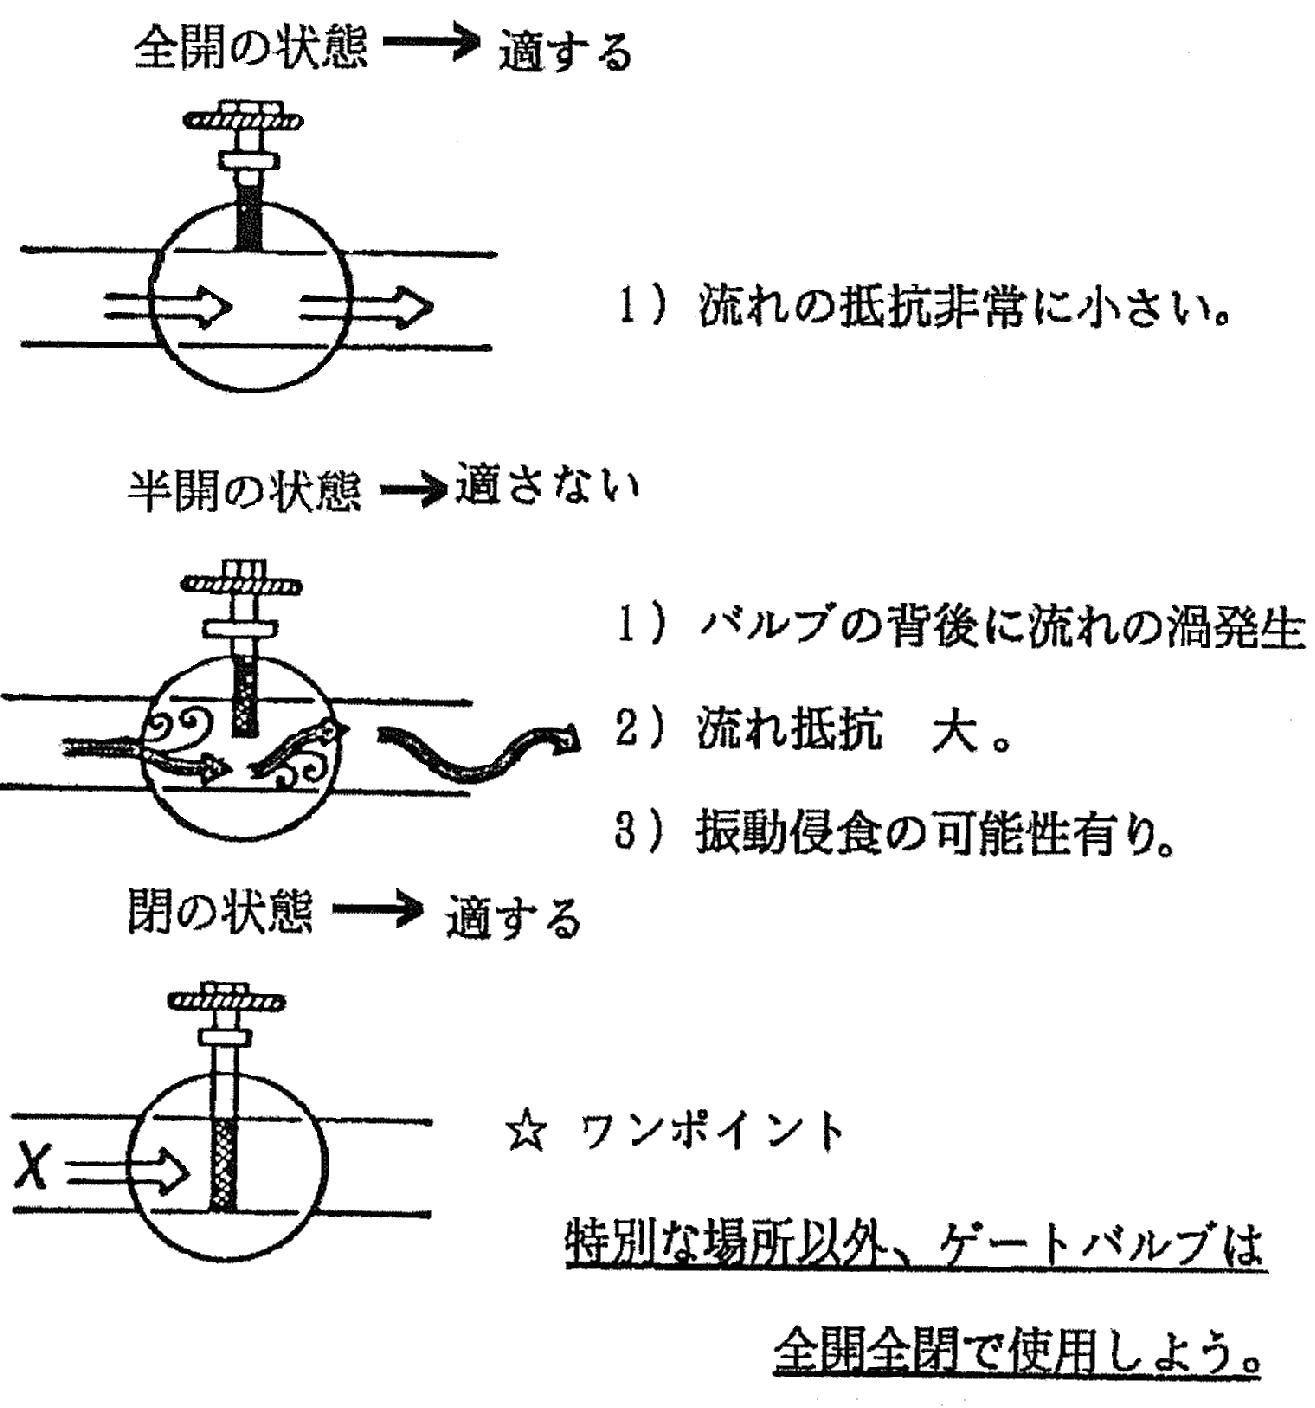 全開の状態 → 適する
1) 流れの抵抗非常に小さい。
半開の状態 → 適さない
1) バルブの背後に流れの渦発生
2) 流れ抵抗 大。
3) 振動侵食の可能性有り。
閉の状態 → 適する
X
☆ ワンポイント
特別な場所以外、ゲートバルブは
全開全閉で使用しよう。